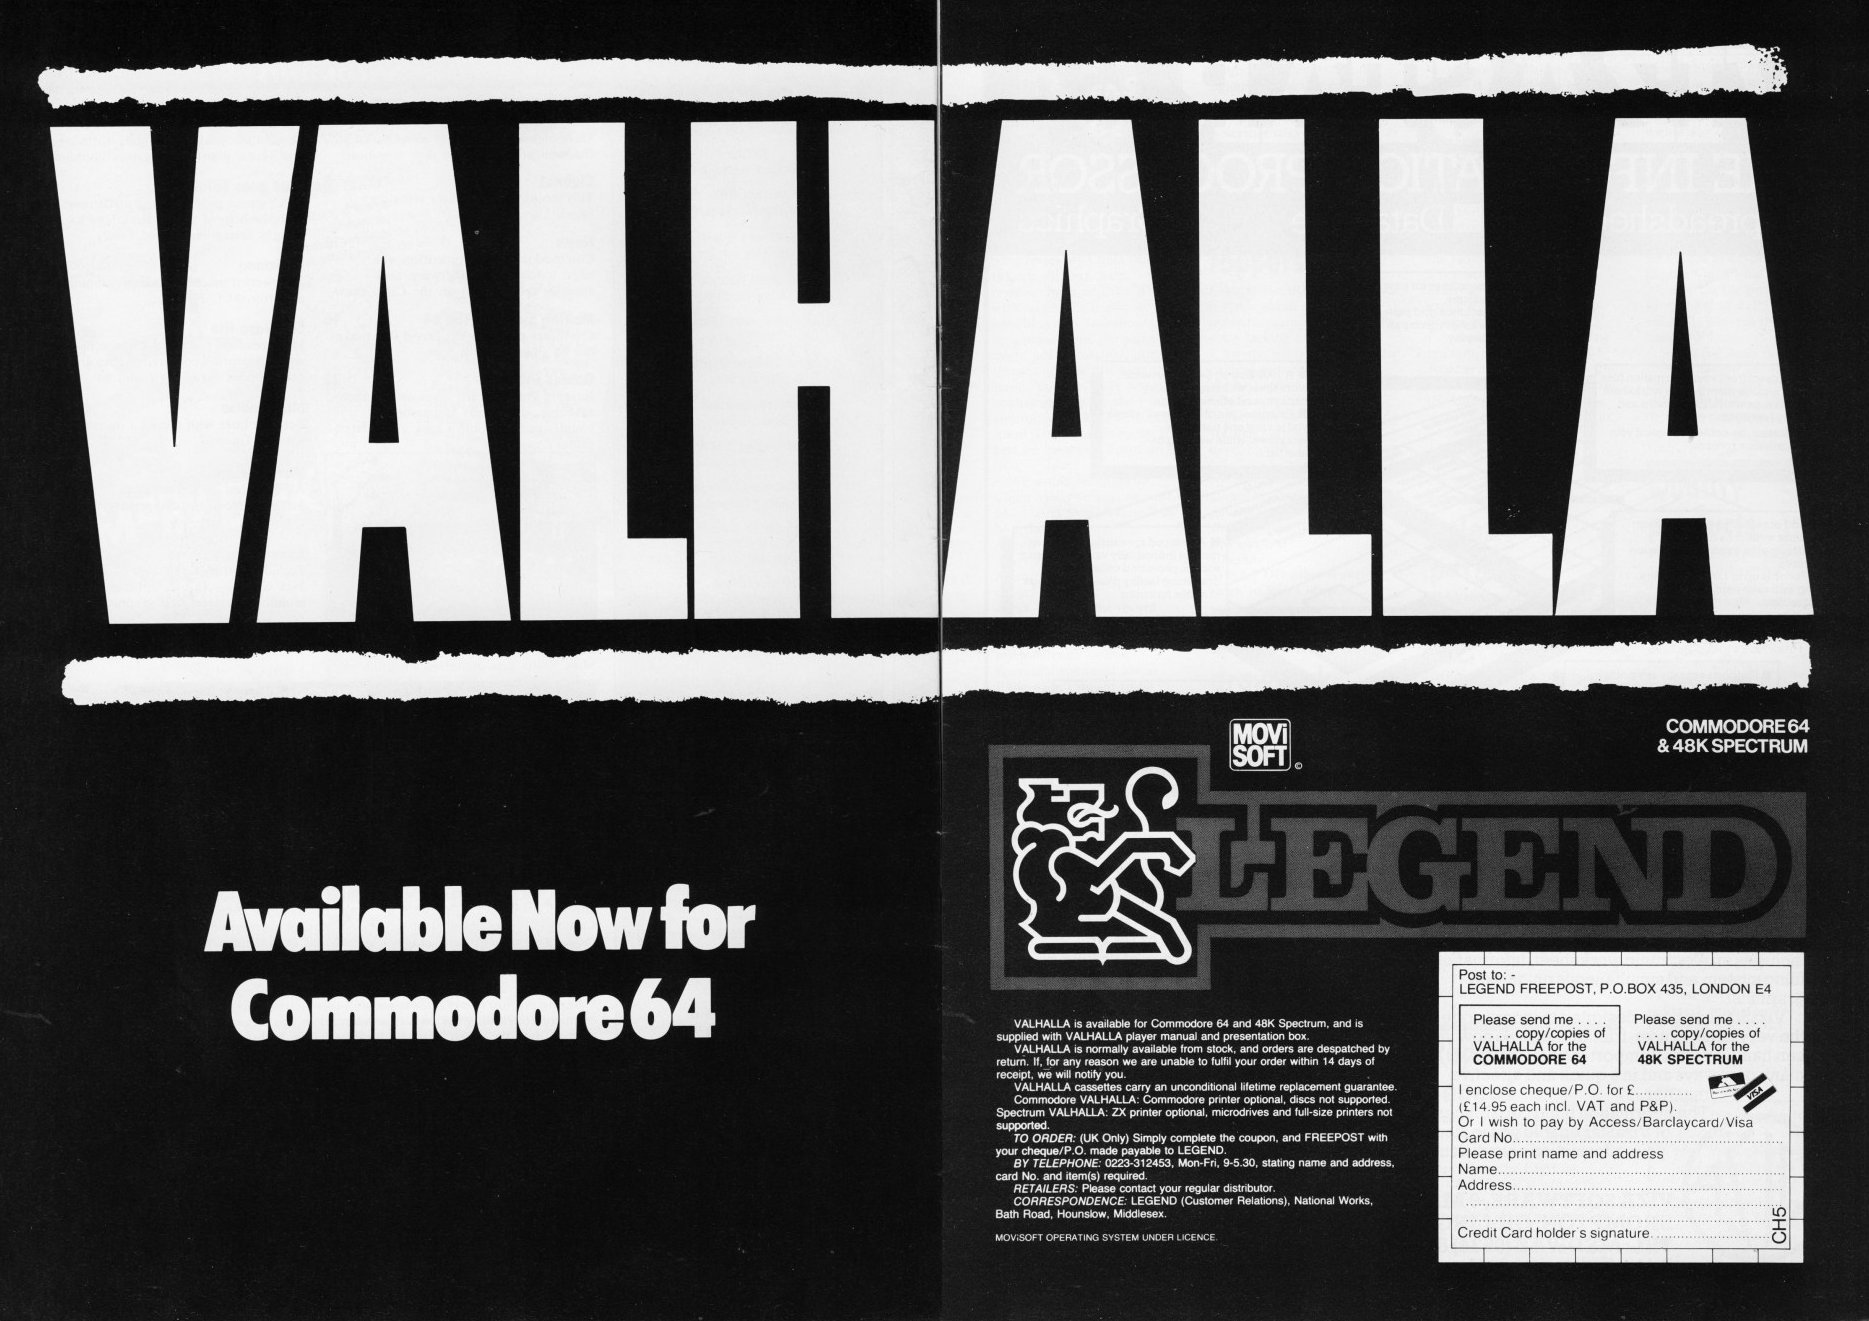 VALHALLA
Available Now for
Commodore 64
MOVİ
SOFT ©
COMMODORE 64
& 48K SPECTRUM
LEGEND
VALHALLA is available for Commodore 64 and 48K Spectrum, and is
supplied with VALHALLA player manual and presentation box.
VALHALLA is normally available from stock, and orders are despatched by
return. If, for any reason we are unable to fulfil your order within 14 days of
receipt, we will notify you.
VALHALLA cassettes carry an unconditional lifetime replacement guarantee.
Commodore VALHALLA: Commodore printer optional, discs not supported.
Spectrum VALHALLA: ZX printer optional, microdrives and full-size printers not
supported.
TO ORDER: (UK Only) Simply complete the coupon, and FREEPOST with
your cheque/P.O. made payable to LEGEND.
BY TELEPHONE: 0223-312453, Mon-Fri, 9-5.30, stating name and address,
card No. and item(s) required.
RETAILERS: Please contact your regular distributor.
CORRESPONDENCE: LEGEND (Customer Relations), National Works,
Bath Road, Hounslow, Middlesex.
MOViSOFT OPERATING SYSTEM UNDER LICENCE.
Post to: -
LEGEND FREEPOST, P.O.BOX 435, LONDON E4
Please send me . . . .
. . . . . copy/copies of
VALHALLA for the
COMMODORE 64
Please send me . . . .
. . . . copy/copies of
VALHALLA for the
48K SPECTRUM
I enclose cheque/P.O. for £..............
(£14.95 each incl. VAT and P&P).
VISA
Or I wish to pay by Access/Barclaycard/Visa
Card No..............
Please print name and address
Name..............
Address..............
Credit Card holder's signature..............
CH5